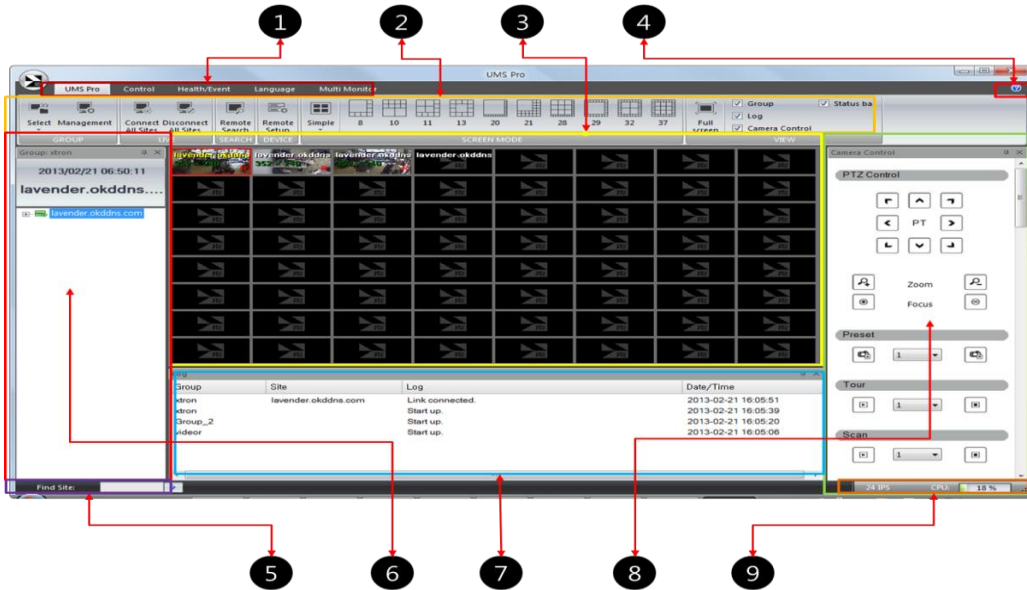 1 2 3 4
UMS Pro
UMS Pro Control Health/Event Language Multi Monitor
Select Management Connect All Sites Disconnect All Sites Remote Search Remote Setup Simple 8 10 11 13 20 21 28 29 32 37 Full screen
Group Status ba
Log
Camera Control
GROUP LIV SEARCH DEVICE SCREEN MODE VIEW
Group: xtron
2013/02/21 06:50:11
lavender.okddns....
lavender.okddns.com
lavender.okddns lavender.okddns lavender.okddns lavender.okddns
Camera Control
PTZ Control
PT
Zoom
Focus
Preset
1
Tour
1
Scan
1
Log
Group Site Log Date/Time
xtron lavender.okddns.com Link connected. 2013-02-21 16:05:51
xtron Start up. 2013-02-21 16:05:39
Group_2 Start up. 2013-02-21 16:05:20
videor Start up. 2013-02-21 16:05:06
Find Site:
24 IPS CPU: 18 %
5 6 7 8 9